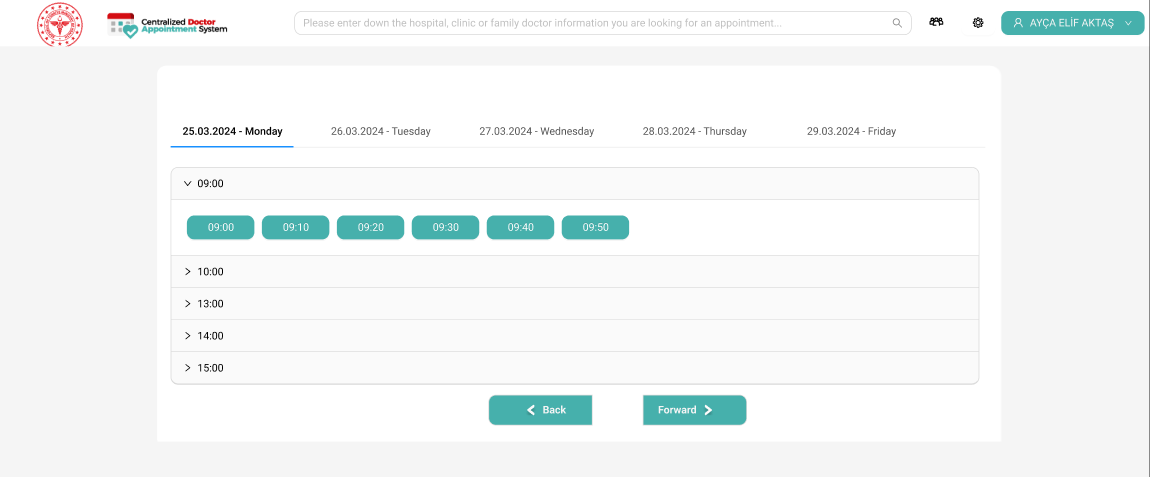 Centralized Doctor
Appointment System
Please enter down the hospital, clinic or family doctor information you are looking for an appointment...
AYÇA ELİF AKTAŞ
25.03.2024 - Monday
26.03.2024 - Tuesday
27.03.2024 - Wednesday
28.03.2024 - Thursday
29.03.2024 - Friday
09:00
09:00
09:10
09:20
09:30
09:40
09:50
10:00
13:00
14:00
15:00
Back
Forward